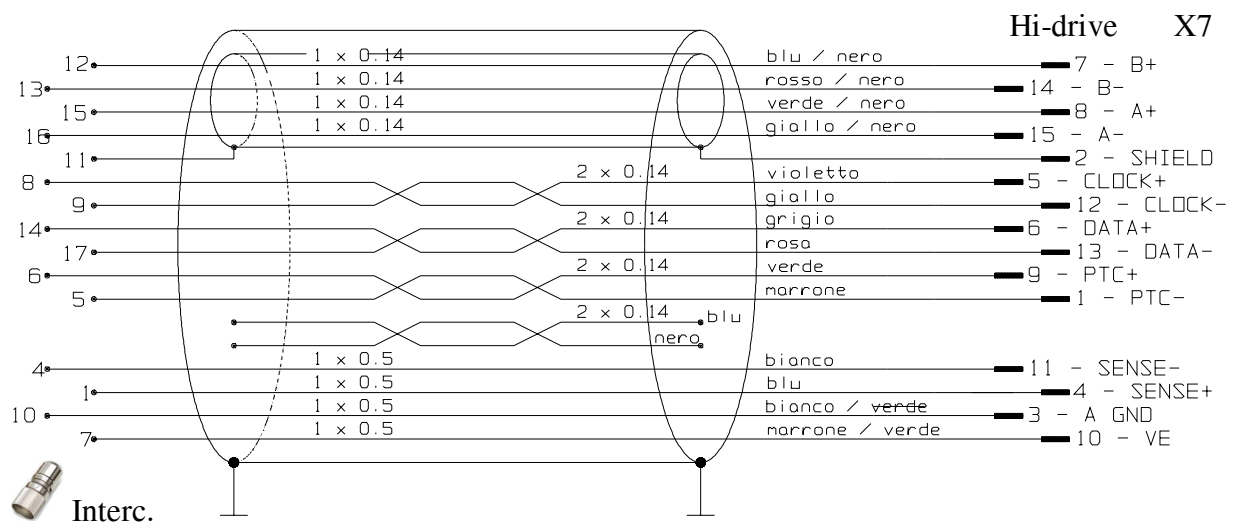 Hi-drive X7
12 1 x 0.14 blu / nero 7 - B+
13 1 x 0.14 rosso / nero 14 - B-
15 1 x 0.14 verde / nero 8 - A+
16 1 x 0.14 giallo / nero 15 - A-
11 2 - SHIELD
8 2 x 0.14 violetto 5 - CLOCK+
9 giallo 12 - CLOCK-
14 2 x 0.14 grigio 6 - DATA+
17 rosa 13 - DATA-
6 2 x 0.14 verde 9 - PTC+
5 marrone 1 - PTC-
2 x 0.14 blu
nero
4 1 x 0.5 bianco 11 - SENSE-
1 1 x 0.5 blu 4 - SENSE+
10 1 x 0.5 bianco / verde 3 - A GND
7 1 x 0.5 marrone / verde 10 - VE
Interc.